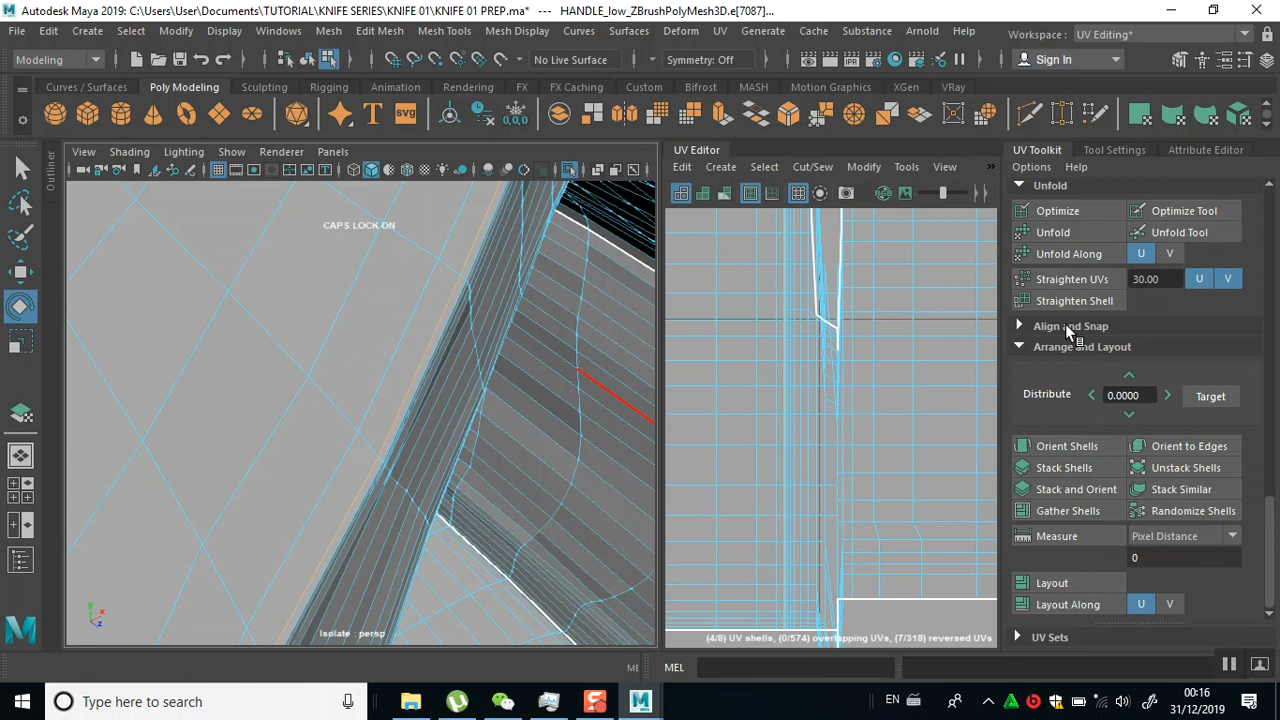 Autodesk Maya 2019: C:\Users\User\Documents\TUTORIAL\KNIFE SERIES\KNIFE 01\KNIFE 01 PREP.ma* --- HANDLE_low_ZBrushPolyMesh3D.e[7087]...
File Edit Create Select Modify Display Windows Mesh Edit Mesh Mesh Tools Mesh Display Curves Surfaces Deform UV Generate Cache Substance Arnold Help Workspace : UV Editing*
Modeling No Live Surface Symmetry: Off Sign In
Curves / Surfaces Poly Modeling Sculpting Rigging Animation Rendering FX FX Caching Custom Bifrost MASH Motion Graphics XGen VRay
T SVG 0,0,0
Outliner
View Shading Lighting Show Renderer Panels
CAPS LOCK ON
Isolate : persp
UV Editor
Edit Create Select Cut/Sew Modify Tools View »
(4/8) UV shells, (0/574) overlapping UVs, (7/318) reversed UVs
UV Toolkit Tool Settings Attribute Editor
Options Help
Unfold
Optimize Optimize Tool
Unfold Unfold Tool
Unfold Along U V
Straighten UVs 30.00 U V
Straighten Shell
Align and Snap
Arrange and Layout
Distribute 0.0000 Target
Orient Shells Orient to Edges
Stack Shells Unstack Shells
Stack and Orient Stack Similar
Gather Shells Randomize Shells
Measure Pixel Distance
0
Layout
Layout Along U V
UV Sets
MEL
Type here to search
EN
00:16
31/12/2019